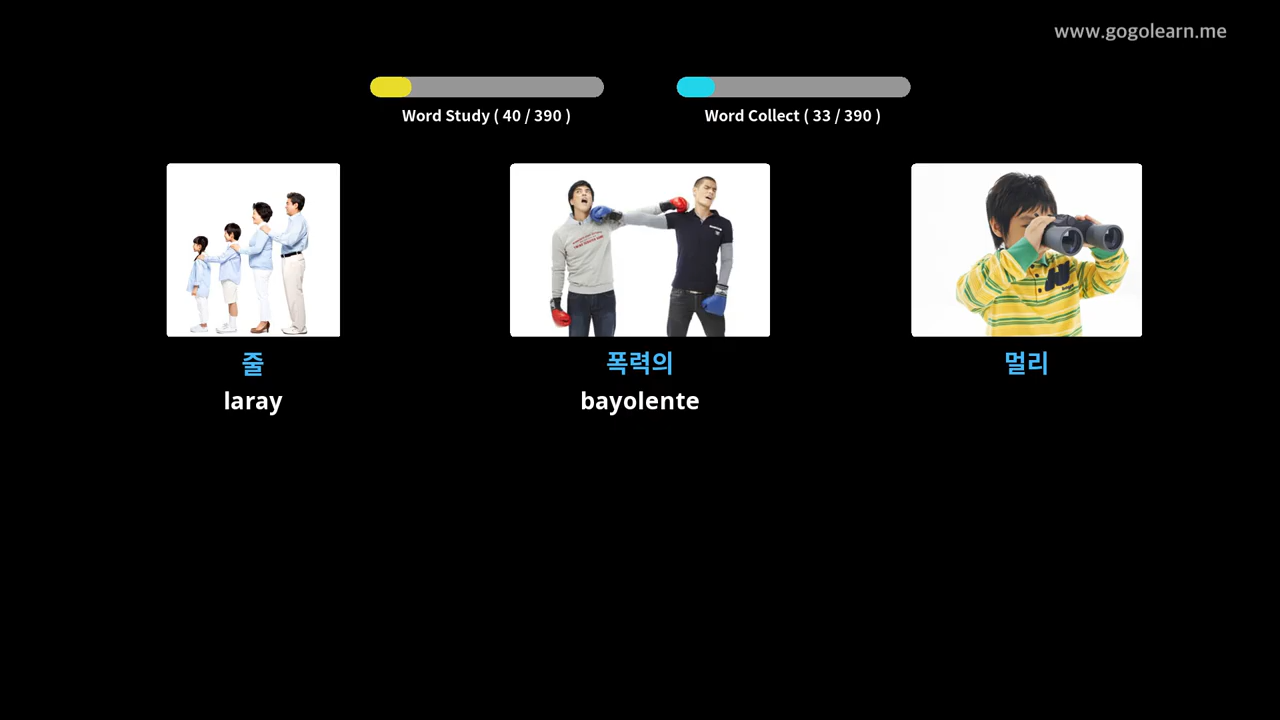 www.gogolearn.me
Word Study ( 40 / 390 )
Word Collect ( 33 / 390 )
줄
폭력의
멀리
laray
bayolente